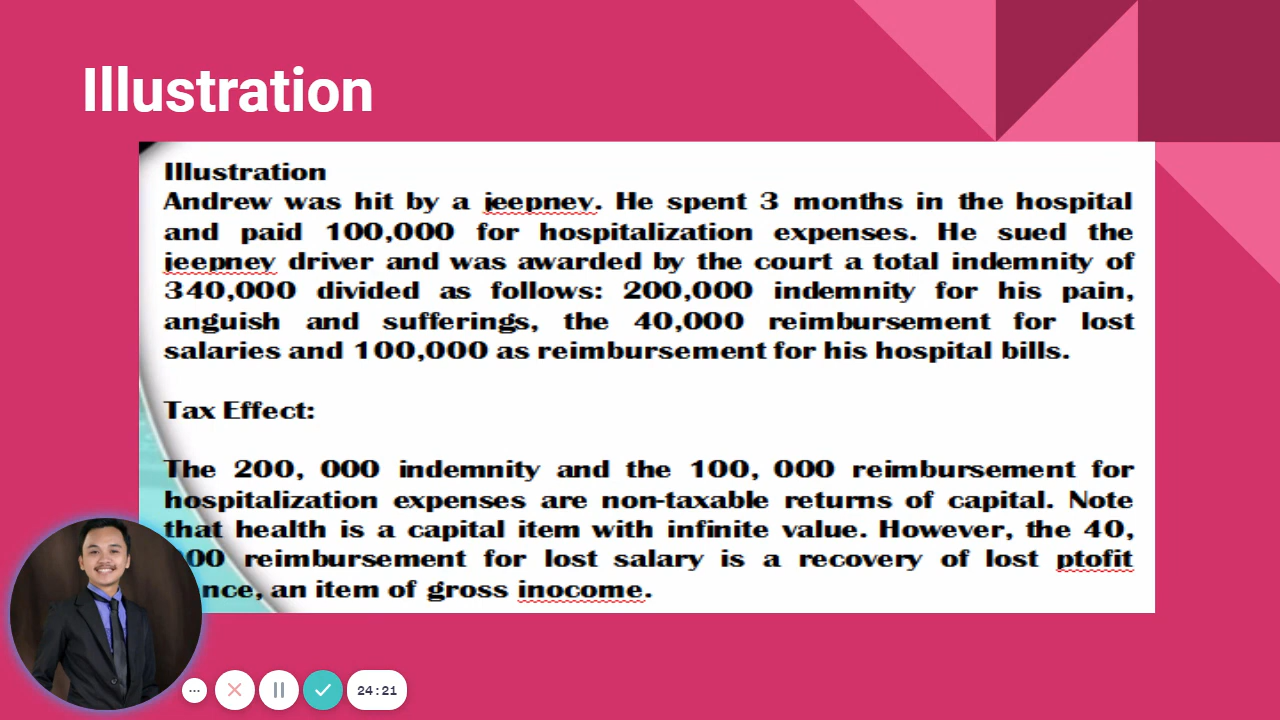 Illustration
Illustration
Andrew was hit by a jeepney. He spent 3 months in the hospital
and paid 100,000 for hospitalization expenses. He sued the
jeepney driver and was awarded by the court a total indemnity of
340,000 divided as follows: 200,000 indemnity for his pain,
anguish and sufferings, the 40,000 reimbursement for lost
salaries and 100,000 as reimbursement for his hospital bills.
Tax Effect:
The 200, 000 indemnity and the 100, 000 reimbursement for
hospitalization expenses are non-taxable returns of capital. Note
that health is a capital item with infinite value. However, the 40,
00 reimbursement for lost salary is a recovery of lost ptofit
nce, an item of gross inocome.
24:21